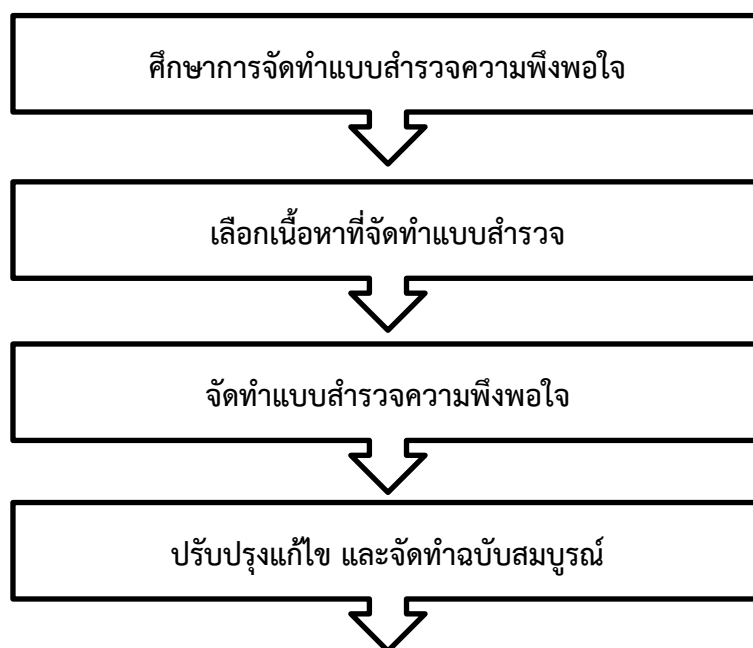 ศึกษาการจัดทำแบบสำรวจความพึงพอใจ
เลือกเนื้อหาที่จัดทำแบบสำรวจ
จัดทำแบบสำรวจความพึงพอใจ
ปรับปรุงแก้ไข และจัดทำฉบับสมบูรณ์